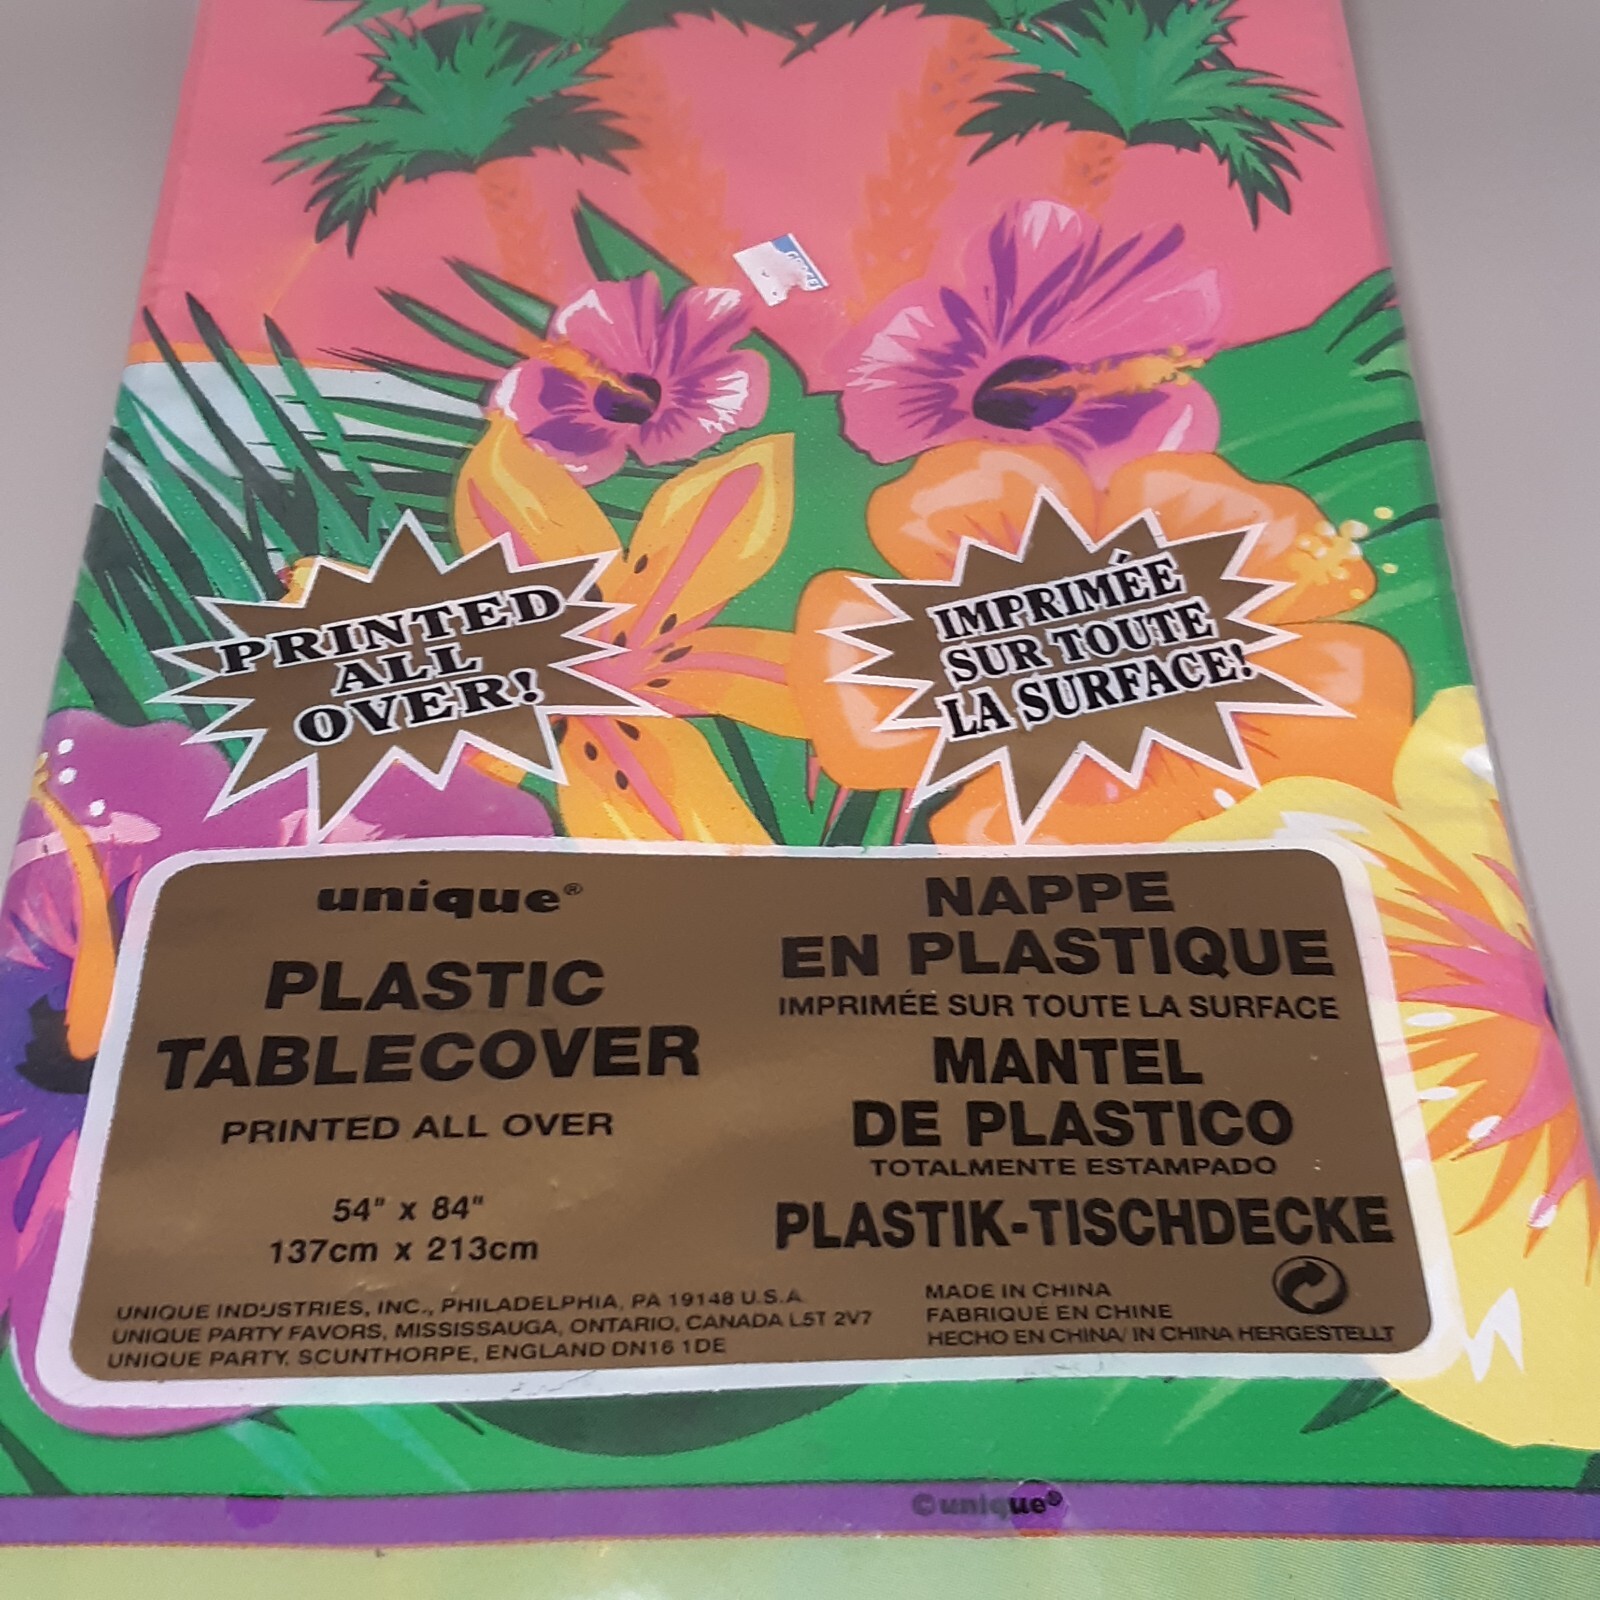 PRINTED
ALL
OVER!
IMPRIMÉE
SUR TOUTE
LA SURFACE!
unique®
PLASTIC
TABLECOVER
PRINTED ALL OVER
54" x 84"
137cm x 213cm
UNIQUE INDUSTRIES, INC., PHILADELPHIA, PA 19148 U.S.A.
UNIQUE PARTY FAVORS, MISSISSAUGA, ONTARIO, CANADA L5T 2V7
UNIQUE PARTY, SCUNTHORPE, ENGLAND DN16 1DE
NAPPE
EN PLASTIQUE
IMPRIMÉE SUR TOUTE LA SURFACE
MANTEL
DE PLASTICO
TOTALMENTE ESTAMPADO
PLASTIK-TISCHDECKE
MADE IN CHINA
FABRIQUÉ EN CHINE
HECHO EN CHINA/ IN CHINA HERGESTELLT
©unique®